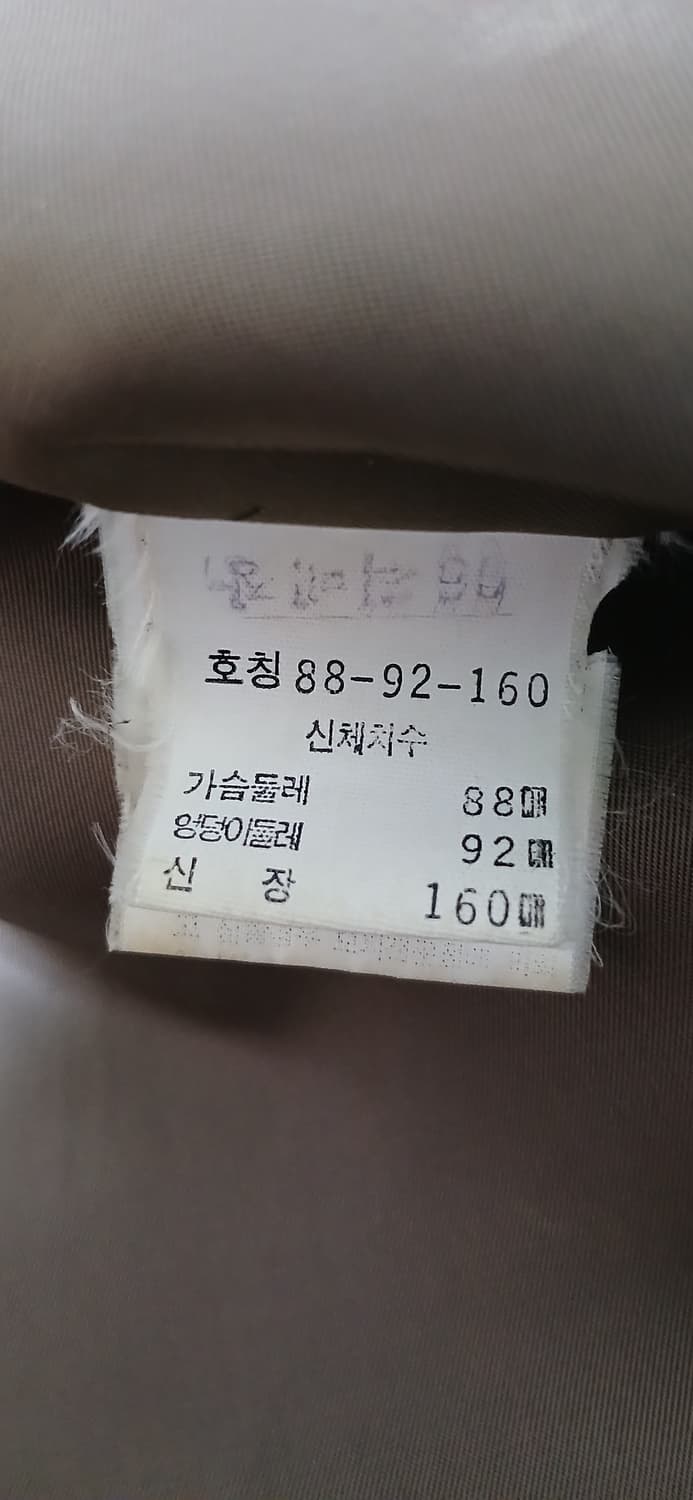 호칭 88-92-160
신체치수
가슴둘레 88㎝
엉덩이둘레 92㎝
신 장 160㎝